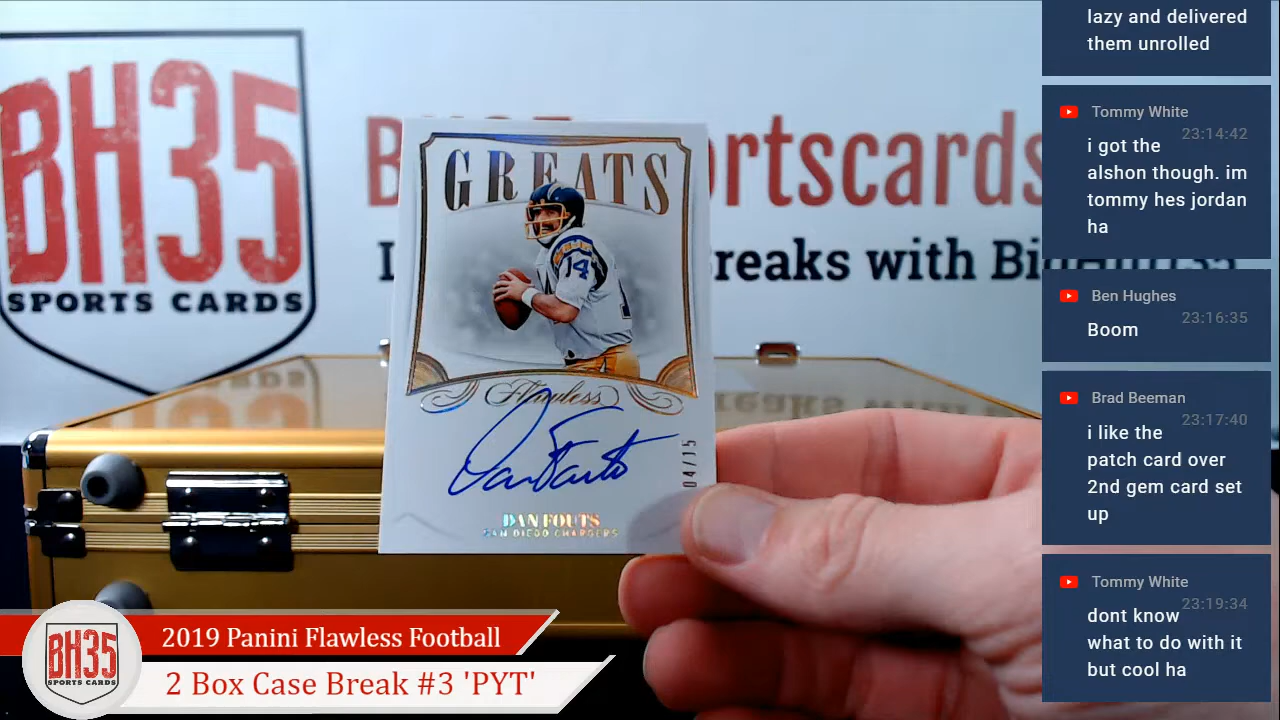 BH35
SPORTS CARDS
GREATS
14
Flawless
Dan Fouts
04/15
DAN FOUTS
SAN DIEGO CHARGERS
B
ortscards
reaks with Bi
BH35
SPORTS CARDS
2019 Panini Flawless Football
2 Box Case Break #3 'PYT'
lazy and delivered
them unrolled
Tommy White
23:14:42
i got the
alshon though. im
tommy hes jordan
ha
Ben Hughes
23:16:35
Boom
Brad Beeman
23:17:40
i like the
patch card over
2nd gem card set
up
Tommy White
23:19:34
dont know
what to do with it
but cool ha